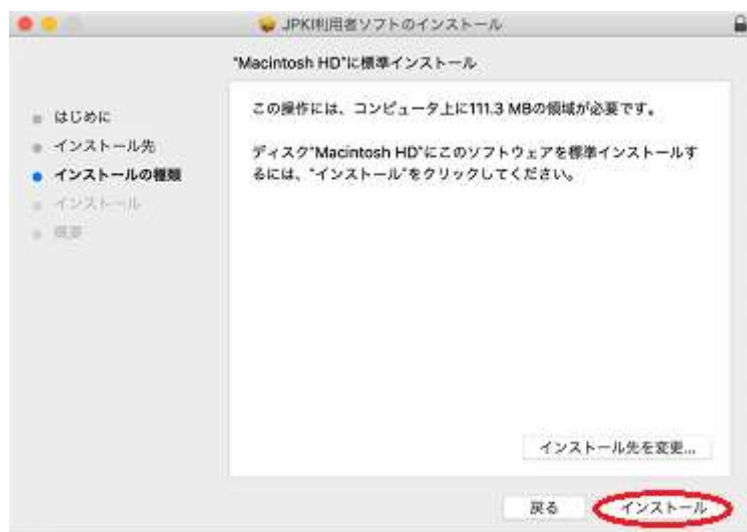 JPKI利用者ソフトのインストール
"Macintosh HD"に標準インストール
はじめに
インストール先
インストールの種類
インストール
概要
この操作には、コンピュータ上に111.3 MBの領域が必要です。
ディスク"Macintosh HD"にこのソフトウェアを標準インストールす
るには、"インストール"をクリックしてください。
インストール先を変更...
戻る
インストール